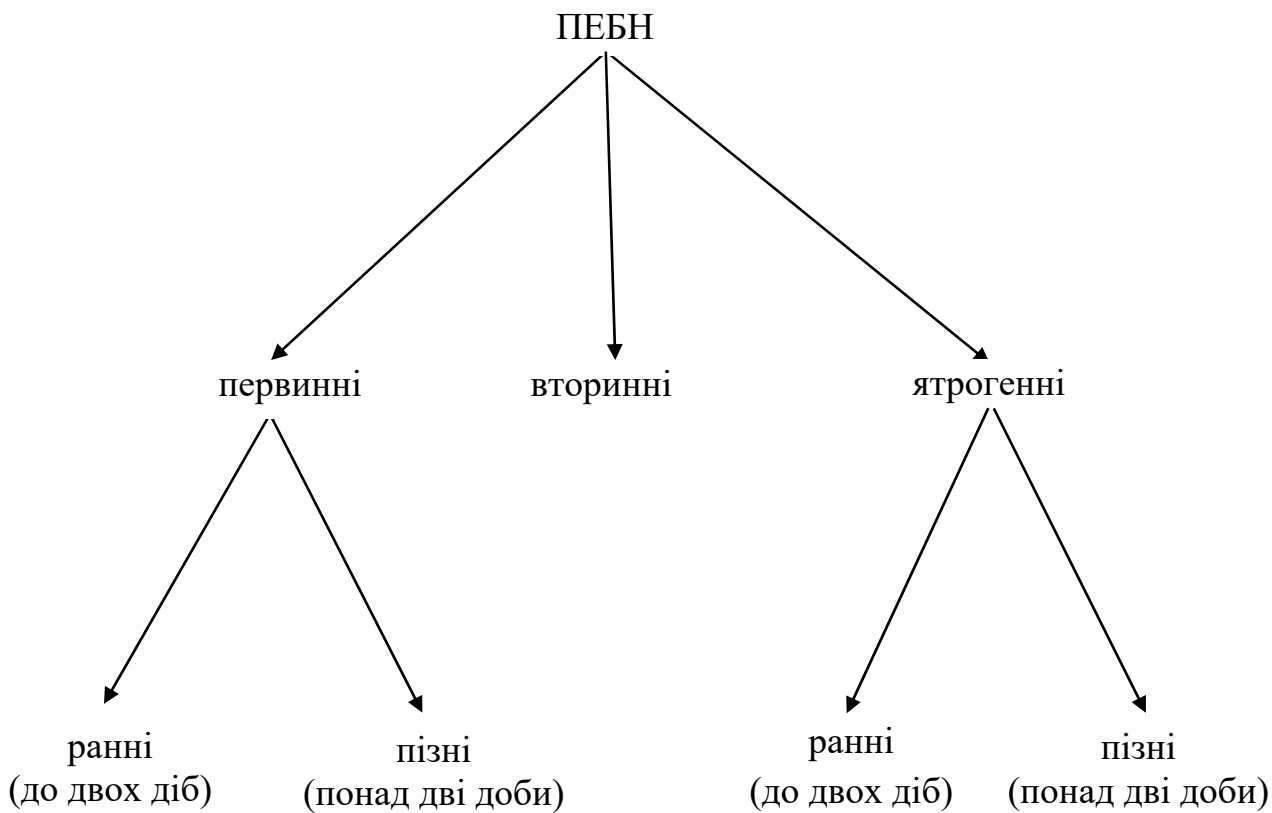 ПЕБН
первинні
вторинні
ятрогенні
ранні
(до двох діб)
пізні
(понад дві доби)
ранні
(до двох діб)
пізні
(понад дві доби)